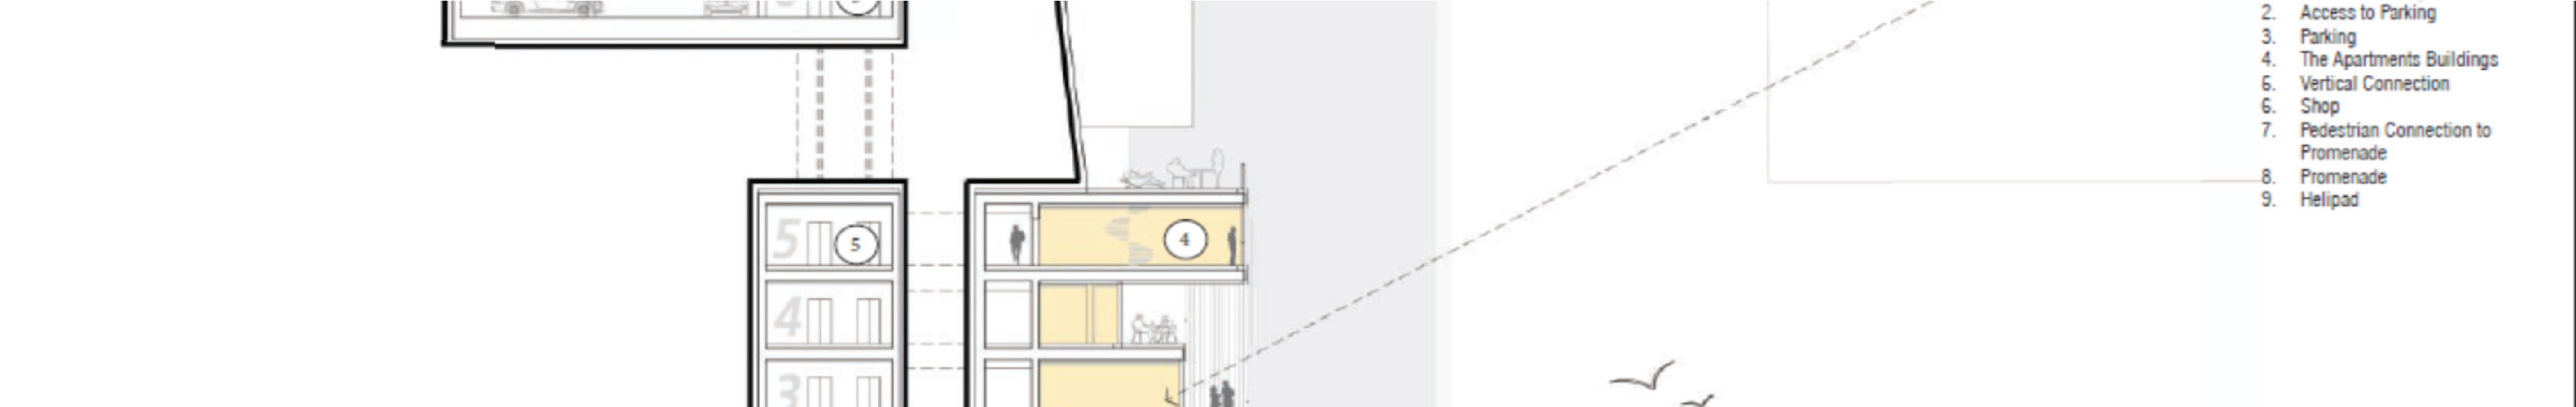 2. Access to Parking
3. Parking
4. The Apartments Buildings
5. Vertical Connection
6. Shop
7. Pedestrian Connection to
Promenade
8. Promenade
9. Helipad
5 5 4
4
3